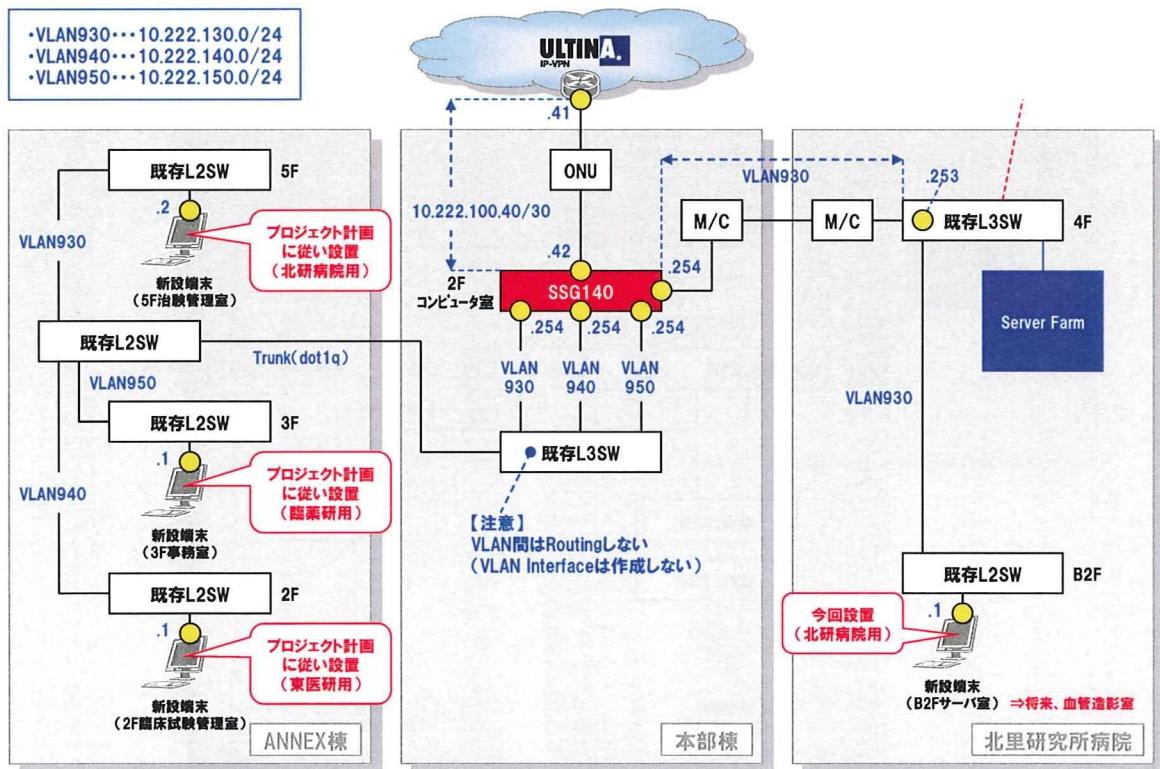 ・VLAN930・・・10.222.130.0/24
・VLAN940・・・10.222.140.0/24
・VLAN950・・・10.222.150.0/24
ULTINA.
IP-VPN
.41
ONU
10.222.100.40/30
.42
2F
コンピュータ室
SSG140
.254
.254
.254
.254
VLAN
930
VLAN
940
VLAN
950
既存L3SW
【注意】
VLAN間はRoutingしない
(VLAN Interfaceは作成しない)
本部棟
既存L2SW
5F
.2
VLAN930
プロジェクト計画
に従い設置
(北研病院用)
新設端末
(5F治験管理室)
既存L2SW
Trunk(dot1q)
VLAN950
既存L2SW
3F
.1
VLAN940
プロジェクト計画
に従い設置
(臨薬研用)
新設端末
(3F事務室)
既存L2SW
2F
.1
プロジェクト計画
に従い設置
(東医研用)
新設端末
(2F臨床試験管理室)
ANNEX棟
VLAN930
.253
M/C
M/C
既存L3SW
4F
Server Farm
VLAN930
既存L2SW
B2F
.1
今回設置
(北研病院用)
新設端末
(B2Fサーバ室)
⇒将来、血管造影室
北里研究所病院